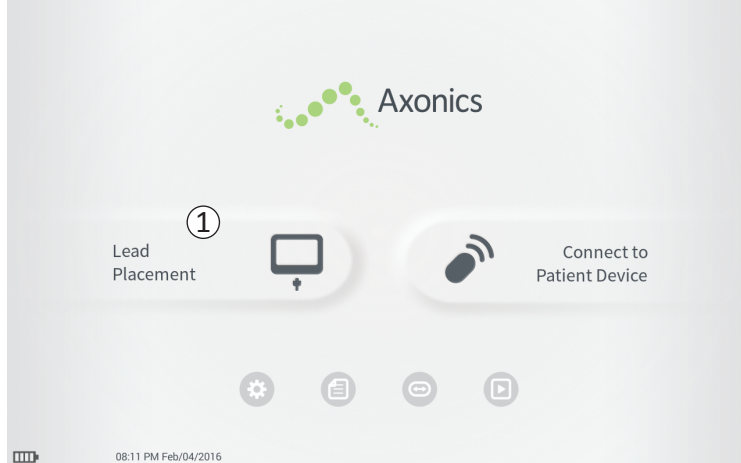 Axonics
①
Lead
Placement
Connect to
Patient Device
08:11 PM Feb/04/2016